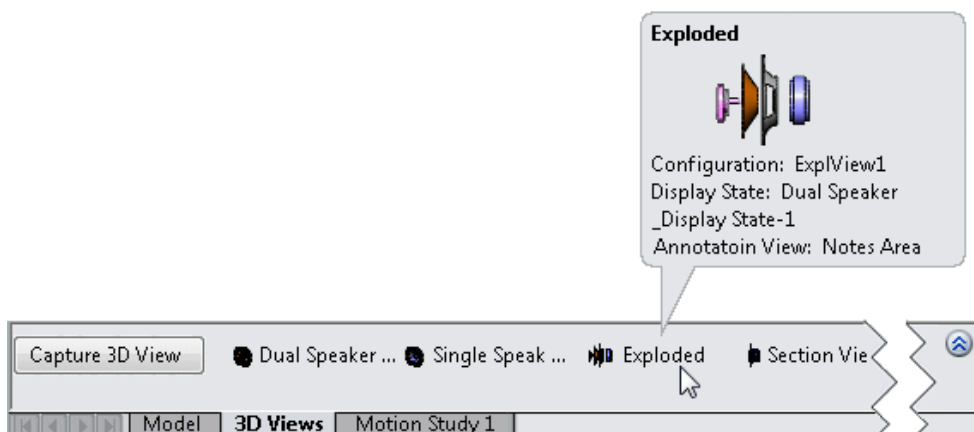 Exploded
Configuration: ExplView1
Display State: Dual Speaker
_Display State-1
Annotatoin View: Notes Area
Capture 3D View
Dual Speaker ...
Single Speak ...
Exploded
Section Vie
Model
3D Views
Motion Study 1